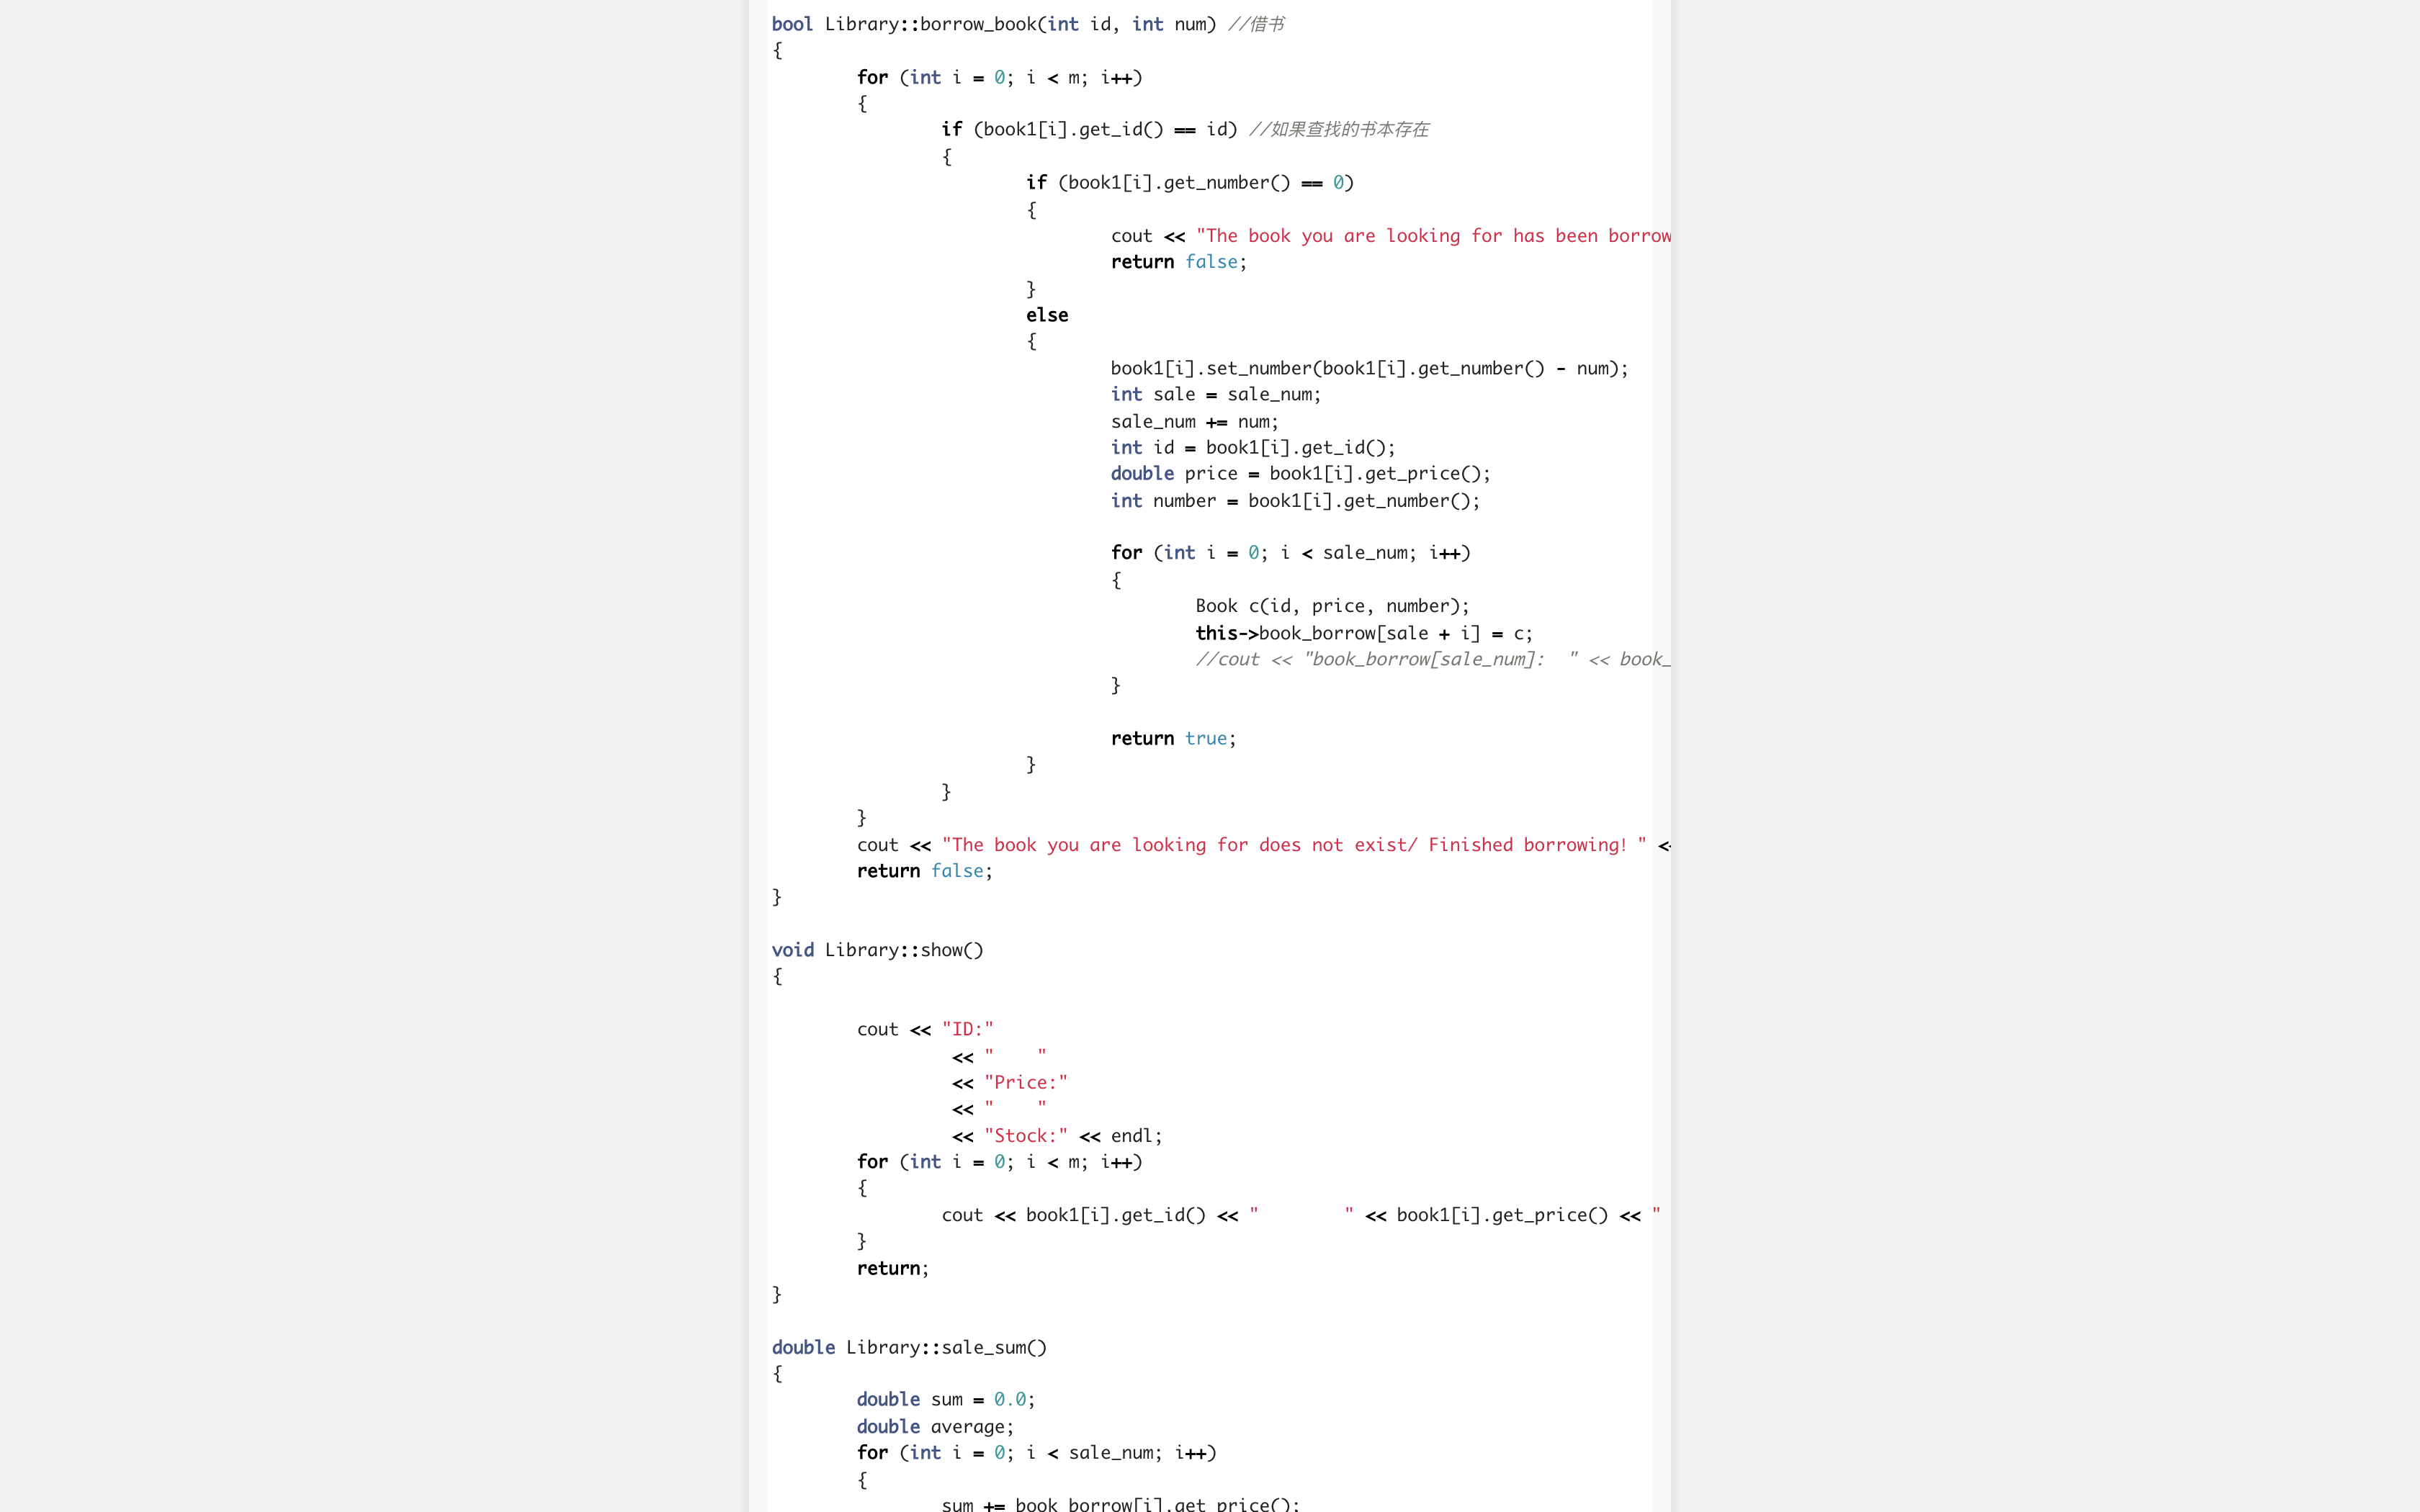 bool Library::borrow_book(int id, int num) //借书
{
for (int i = 0; i < m; i++)
{
if (book1[i].get_id() == id) //如果查找的书本存在
{
if (book1[i].get_number() == 0)
{
cout << "The book you are looking for has been borrow
return false;
}
else
{
book1[i].set_number(book1[i].get_number() - num);
int sale = sale_num;
sale_num += num;
int id = book1[i].get_id();
double price = book1[i].get_price();
int number = book1[i].get_number();
for (int i = 0; i < sale_num; i++)
{
Book c(id, price, number);
this->book_borrow[sale + i] = c;
//cout << "book_borrow[sale_num]:  " << book_
}
return true;
}
}
}
cout << "The book you are looking for does not exist/ Finished borrowing! " <<
return false;
}
void Library::show()
{
cout << "ID:"
<< "    "
<< "Price:"
<< "    "
<< "Stock:" << endl;
for (int i = 0; i < m; i++)
{
cout << book1[i].get_id() << "        " << book1[i].get_price() << "
}
return;
}
double Library::sale_sum()
{
double sum = 0.0;
double average;
for (int i = 0; i < sale_num; i++)
{
sum += book_borrow[i].get_price();